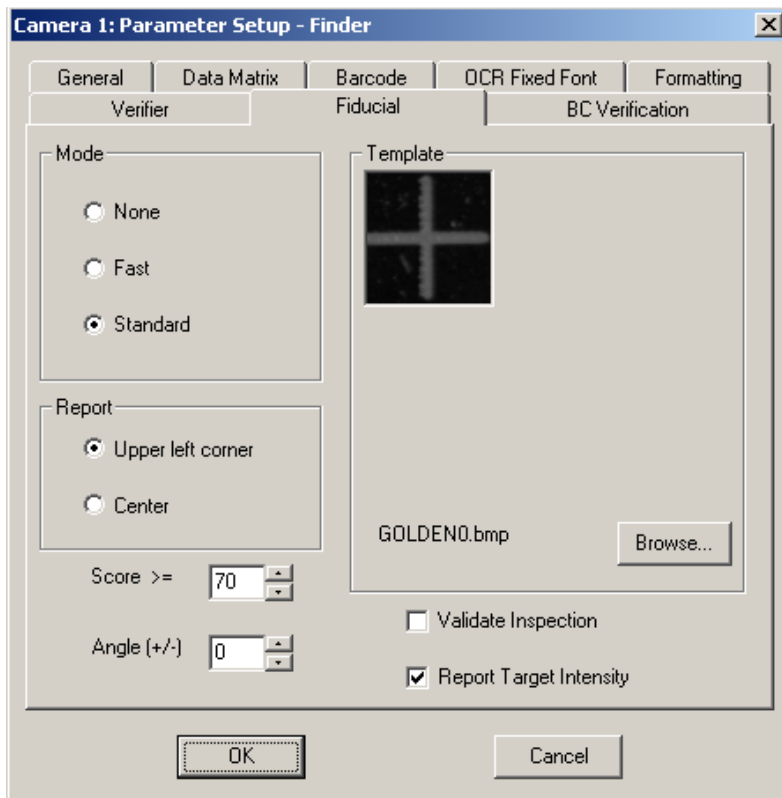 Camera 1: Parameter Setup - Finder
General Data Matrix Barcode OCR Fixed Font Formatting
Verifier Fiducial BC Verification
Mode
None
Fast
Standard
Report
Upper left corner
Center
Score >= 70
Angle (+/-) 0
Template
GOLDEN0.bmp
Browse...
Validate Inspection
Report Target Intensity
OK Cancel